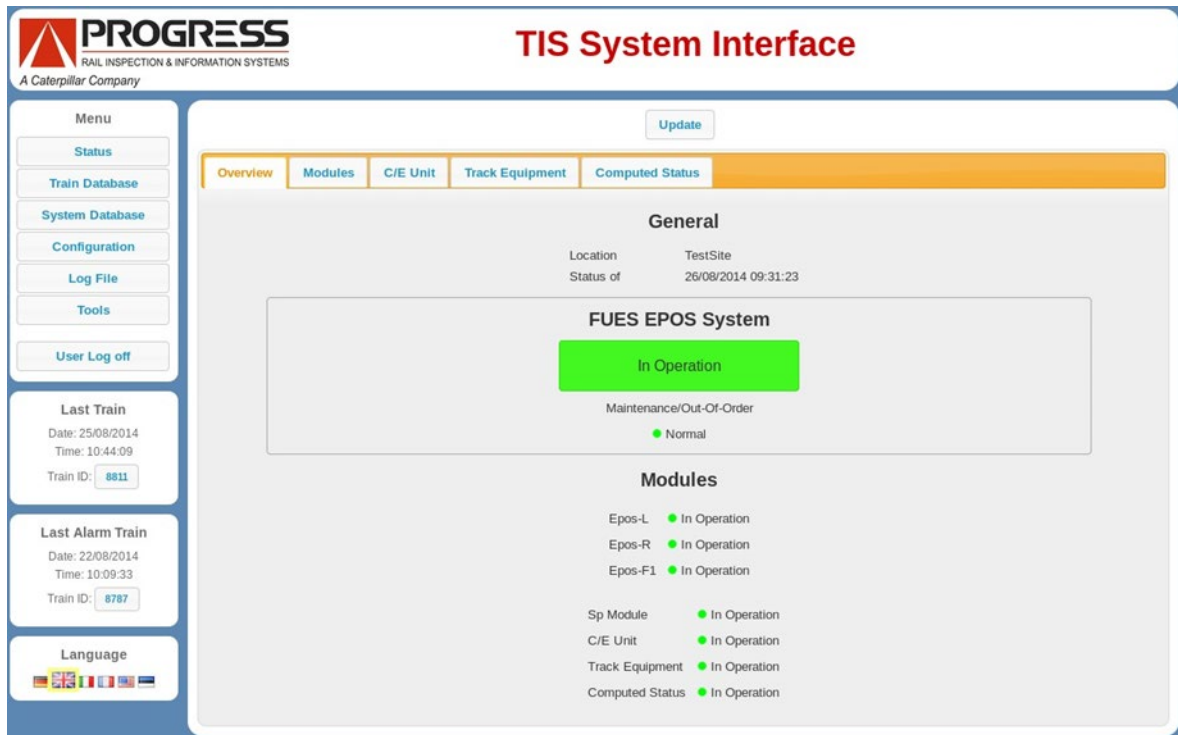 PROGRESS
RAIL INSPECTION & INFORMATION SYSTEMS
A Caterpillar Company
TIS System Interface
Menu
Status
Train Database
System Database
Configuration
Log File
Tools
User Log off
Last Train
Date: 25/08/2014
Time: 10:44:09
Train ID: 8811
Last Alarm Train
Date: 22/08/2014
Time: 10:09:33
Train ID: 8787
Language
Update
Overview Modules C/E Unit Track Equipment Computed Status
General
Location TestSite
Status of 26/08/2014 09:31:23
FUES EPOS System
In Operation
Maintenance/Out-Of-Order
Normal
Modules
Epos-L In Operation
Epos-R In Operation
Epos-F1 In Operation
Sp Module In Operation
C/E Unit In Operation
Track Equipment In Operation
Computed Status In Operation